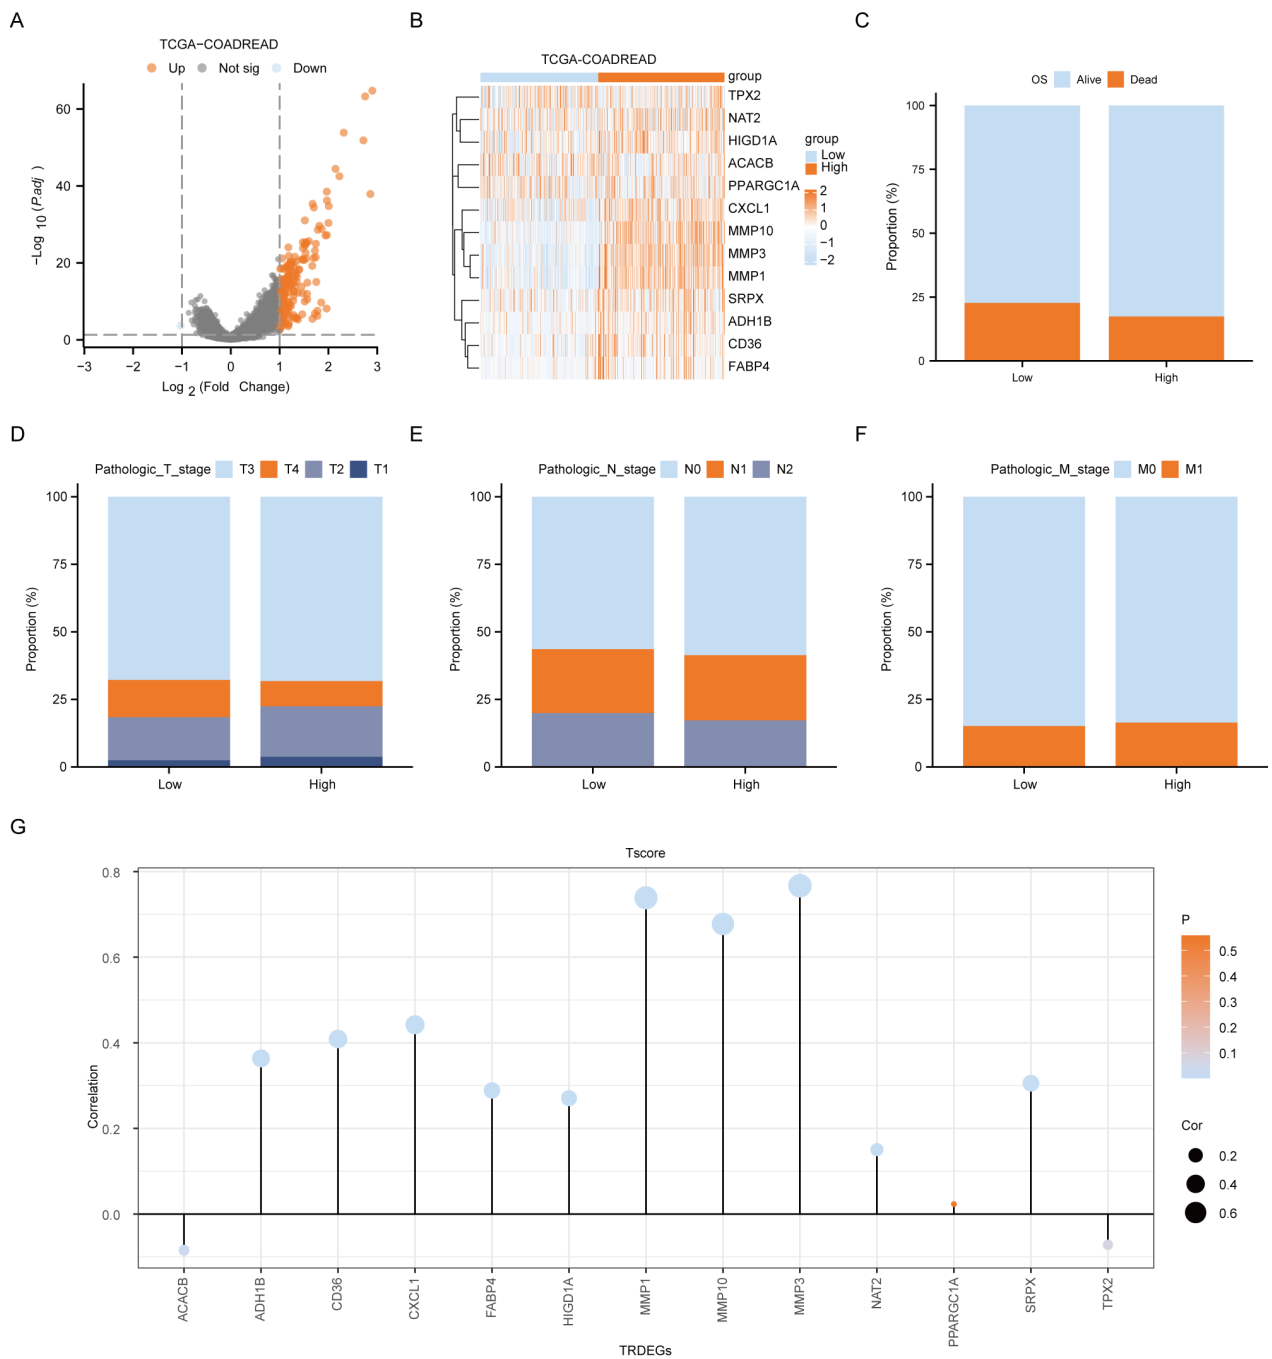 A
TCGA−COADREAD
Up Not sig Down
−Log 10 (P.adj )
60
40
20
0
−3 −2 −1 0 1 2 3
Log 2 (Fold Change)
B
TCGA-COADREAD
group
TPX2
NAT2
HIGD1A
ACACB
PPARGC1A
CXCL1
MMP10
MMP3
MMP1
SRPX
ADH1B
CD36
FABP4
group
Low
High
2
1
0
−1
−2
C
OS Alive Dead
Proportion (%)
100
75
50
25
0
Low High
D
Pathologic_T_stage T3 T4 T2 T1
Proportion (%)
100
75
50
25
0
Low High
E
Pathologic_N_stage N0 N1 N2
Proportion (%)
100
75
50
25
0
Low High
F
Pathologic_M_stage M0 M1
Proportion (%)
100
75
50
25
0
Low High
G
Tscore
Correlation
0.8
0.6
0.4
0.2
0.0
ACACB ADH1B CD36 CXCL1 FABP4 HIGD1A MMP1 MMP10 MMP3 NAT2 PPARGC1A SRPX TPX2
TRDEGs
P
0.5
0.4
0.3
0.2
0.1
Cor
0.2
0.4
0.6